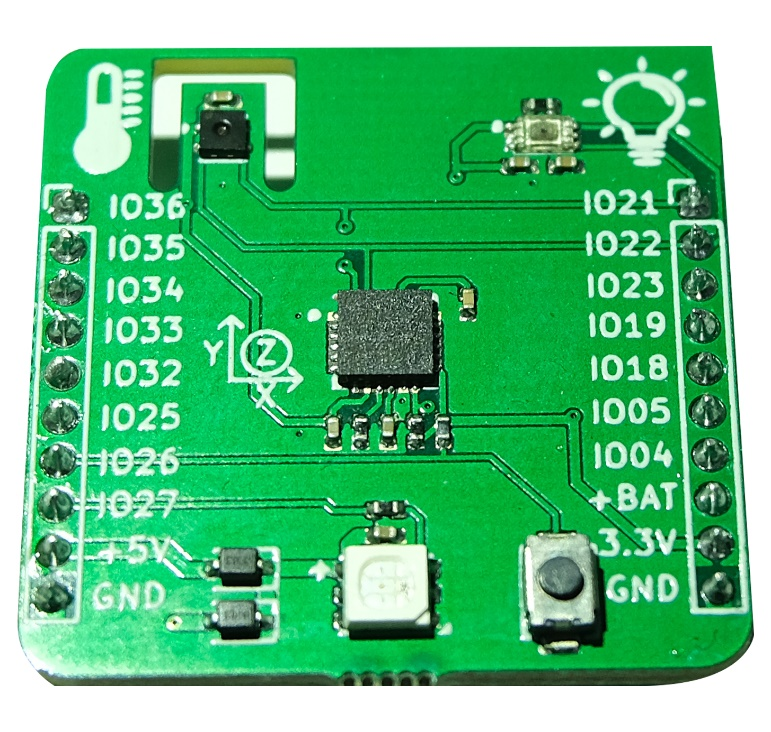 IO36 IO21
IO35 IO22
IO34 IO23
IO33 IO19
Y Z IO32 IO18
X
IO25 IO05
IO26 IO04
IO27 +BAT
+5V 3.3V
GND GND